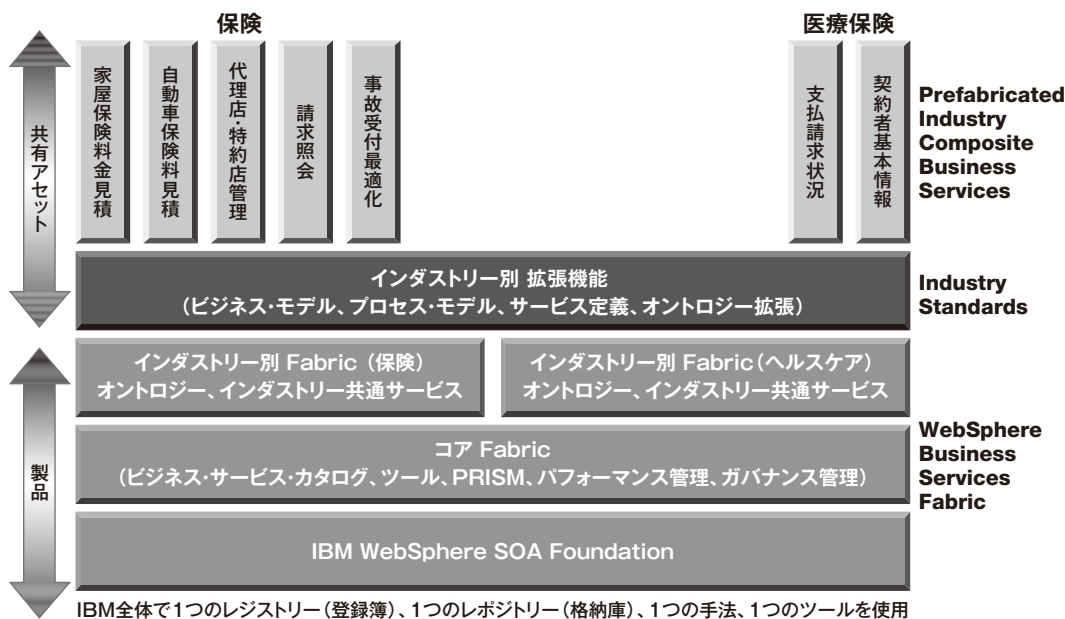 保険
医療保険
共有アセット
家屋保険料金見積
自動車保険料見積
代理店・特約店管理
請求照会
事故受付最適化
支払請求状況
契約者基本情報
Prefabricated
Industry
Composite
Business
Services
インダストリー別 拡張機能
(ビジネス・モデル、プロセス・モデル、サービス定義、オントロジー拡張)
Industry
Standards
製品
インダストリー別 Fabric (保険)
オントロジー、インダストリー共通サービス
インダストリー別 Fabric(ヘルスケア)
オントロジー、インダストリー共通サービス
コア Fabric
(ビジネス・サービス・カタログ、ツール、PRISM、パフォーマンス管理、ガバナンス管理)
WebSphere
Business
Services
Fabric
IBM WebSphere SOA Foundation
IBM全体で1つのレジストリー(登録簿)、1つのレポジトリー(格納庫)、1つの手法、1つのツールを使用